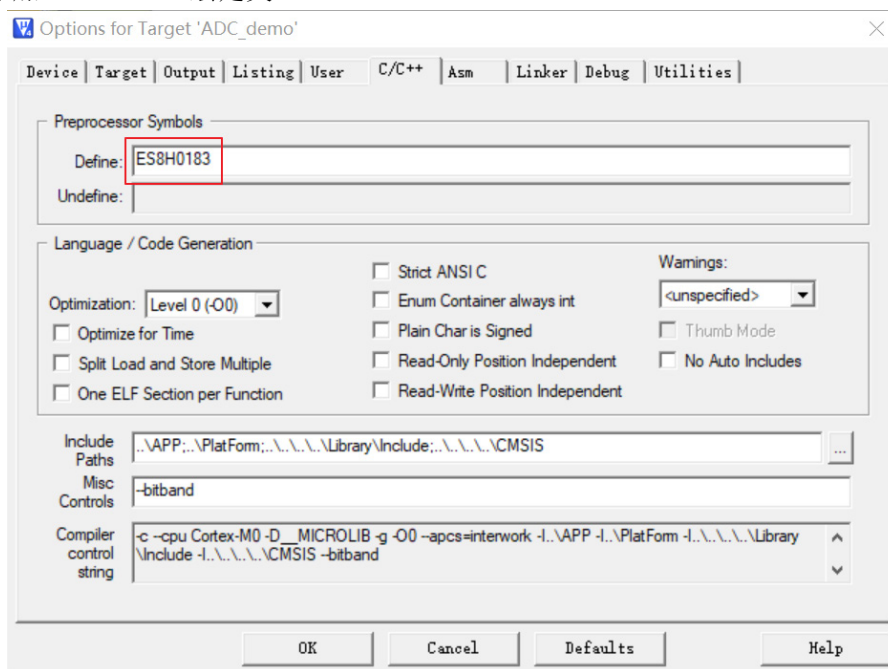 Options for Target 'ADC_demo'
Device Target Output Listing User C/C++ Asm Linker Debug Utilities
Preprocessor Symbols
Define: ES8H0183
Undefine:
Language / Code Generation
Optimization: Level 0 (-O0)
Optimize for Time
Split Load and Store Multiple
One ELF Section per Function
Strict ANSI C
Enum Container always int
Plain Char is Signed
Read-Only Position Independent
Read-Write Position Independent
Warnings:
<unspecified>
Thumb Mode
No Auto Includes
Include Paths ..\APP;..\PlatForm;..\..\..\..\Library\Include;..\..\..\..\CMSIS ...
Misc Controls --bitband
Compiler control string -c --cpu Cortex-M0 -D__MICROLIB -g -O0 --apcs=interwork -I..\APP -I..\PlatForm -I..\..\..\..\Library
\Include -I..\..\..\..\CMSIS --bitband
OK Cancel Defaults Help